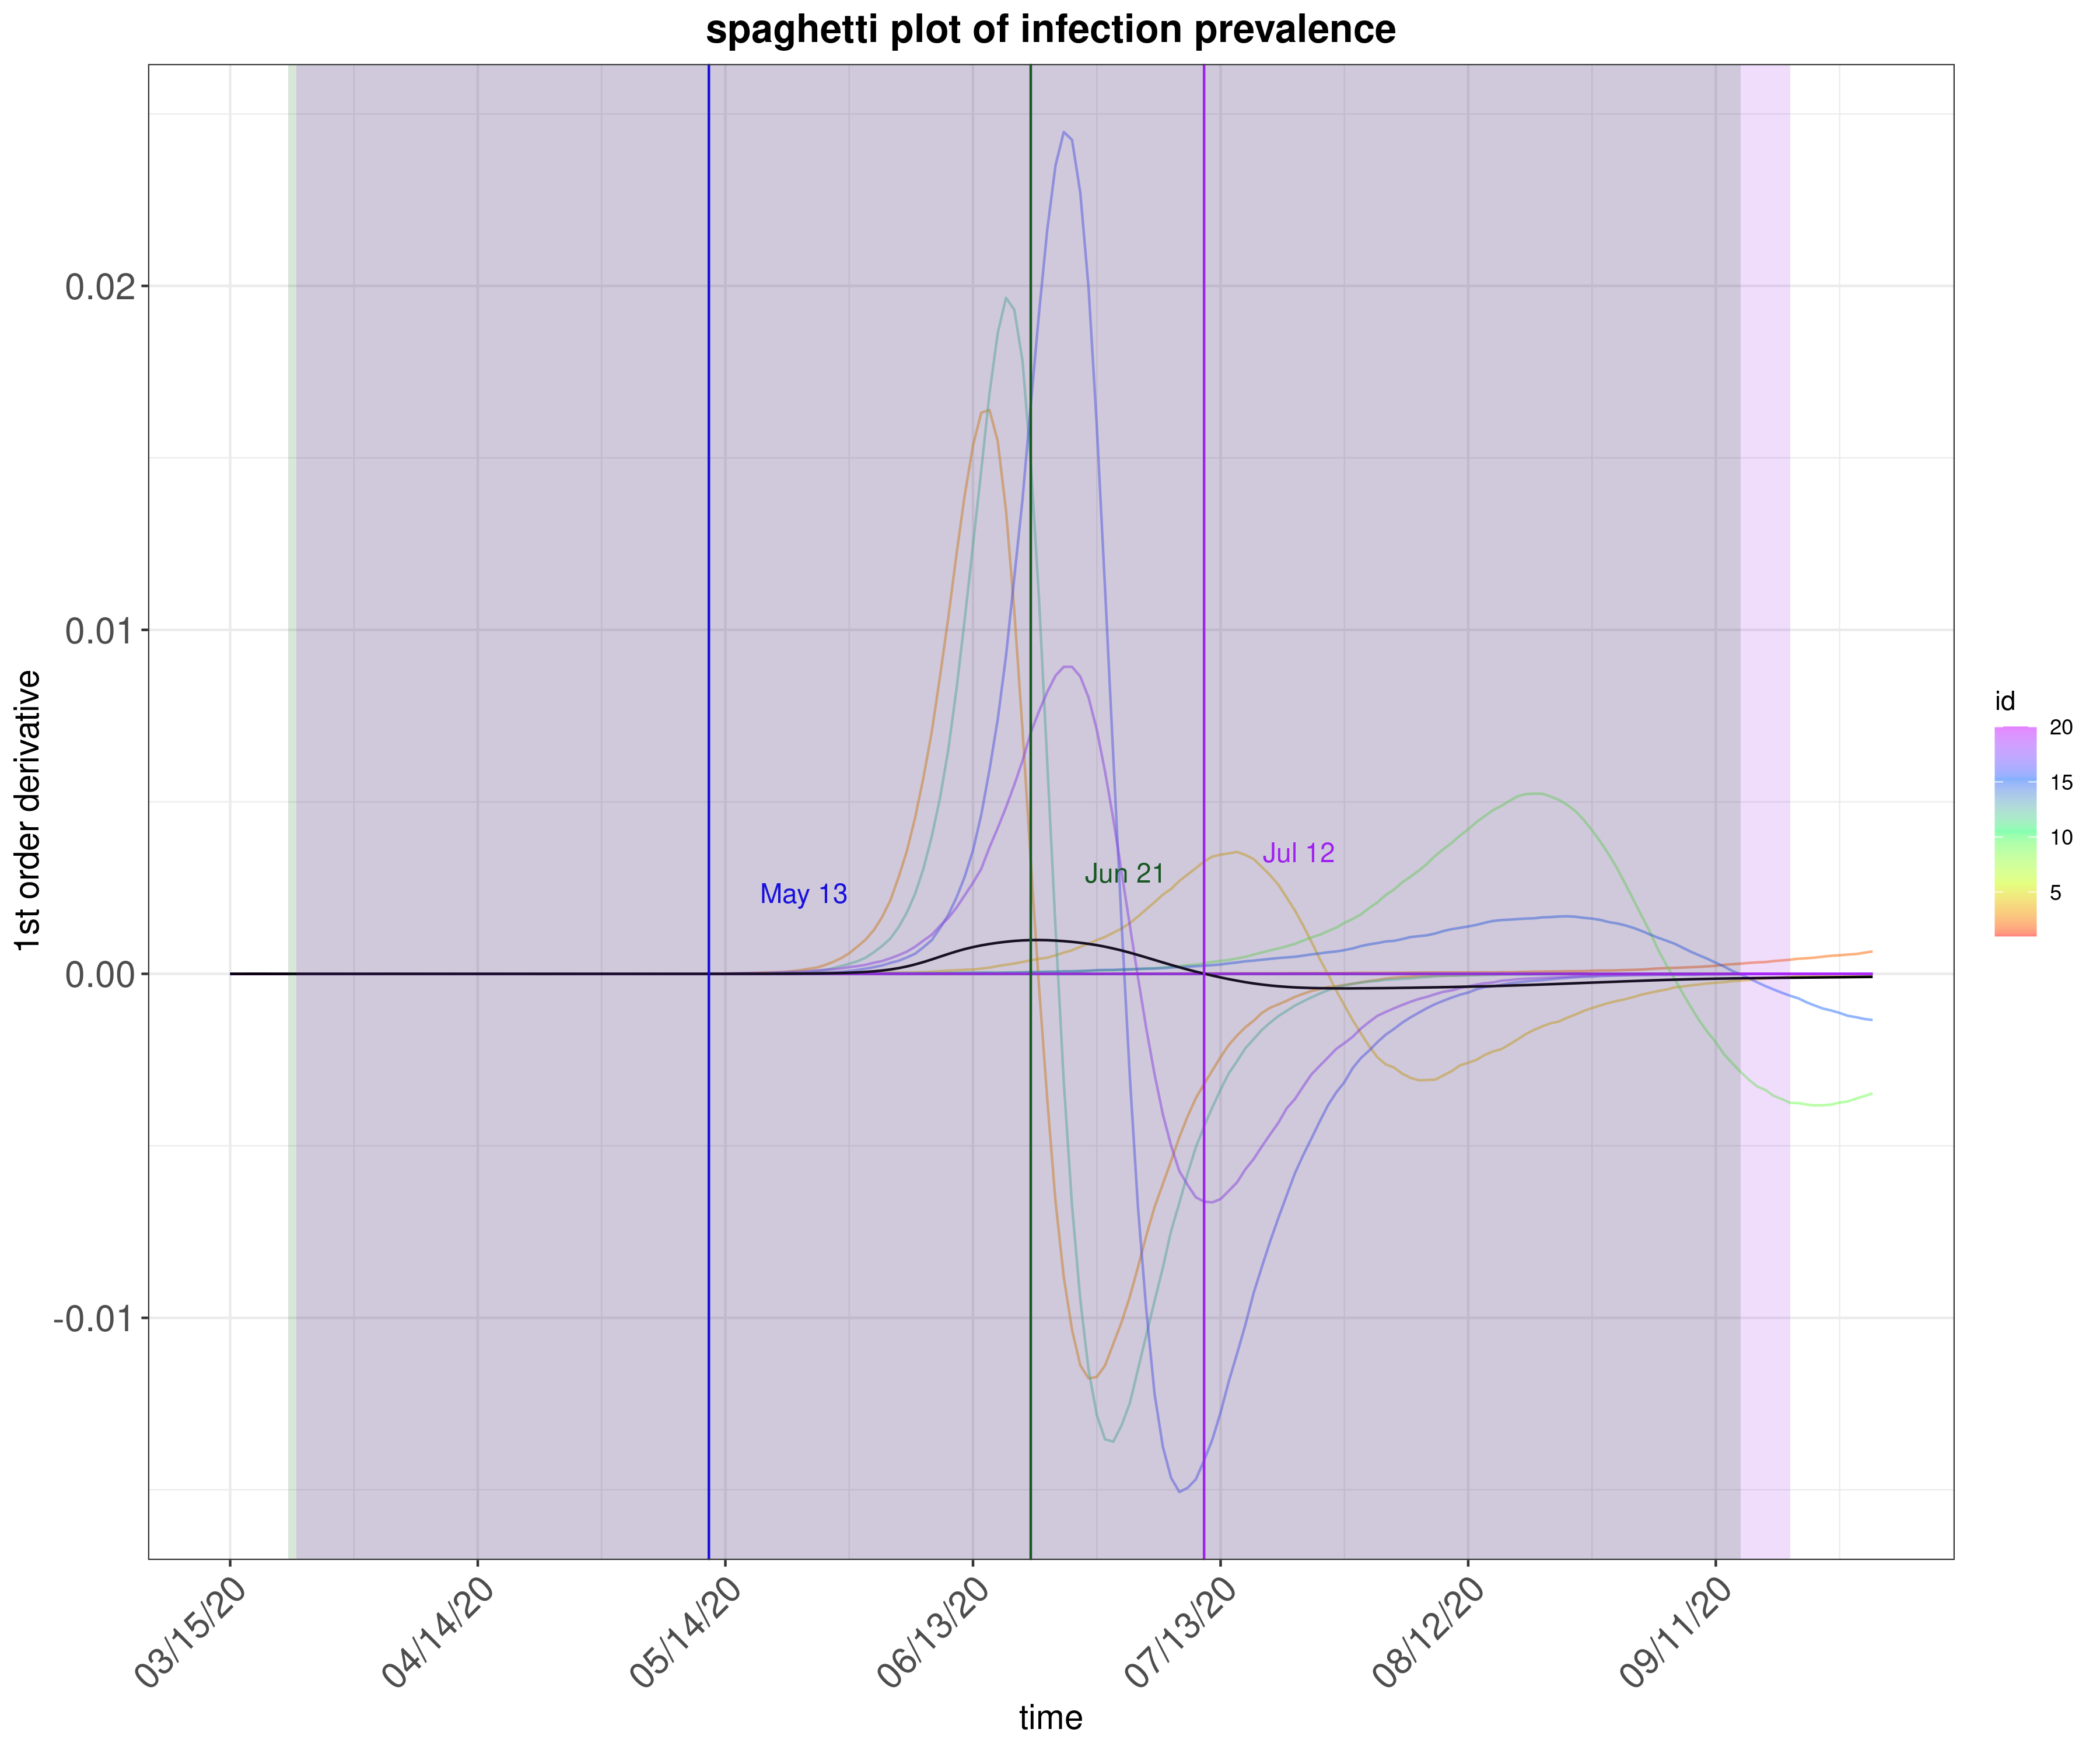 spaghetti plot of infection prevalence
1st order derivative
0.02
0.01
0.00
-0.01
May 13
Jun 21
Jul 12
id
20
15
10
5
03/15/20
04/14/20
05/14/20
06/13/20
07/13/20
08/12/20
09/11/20
time